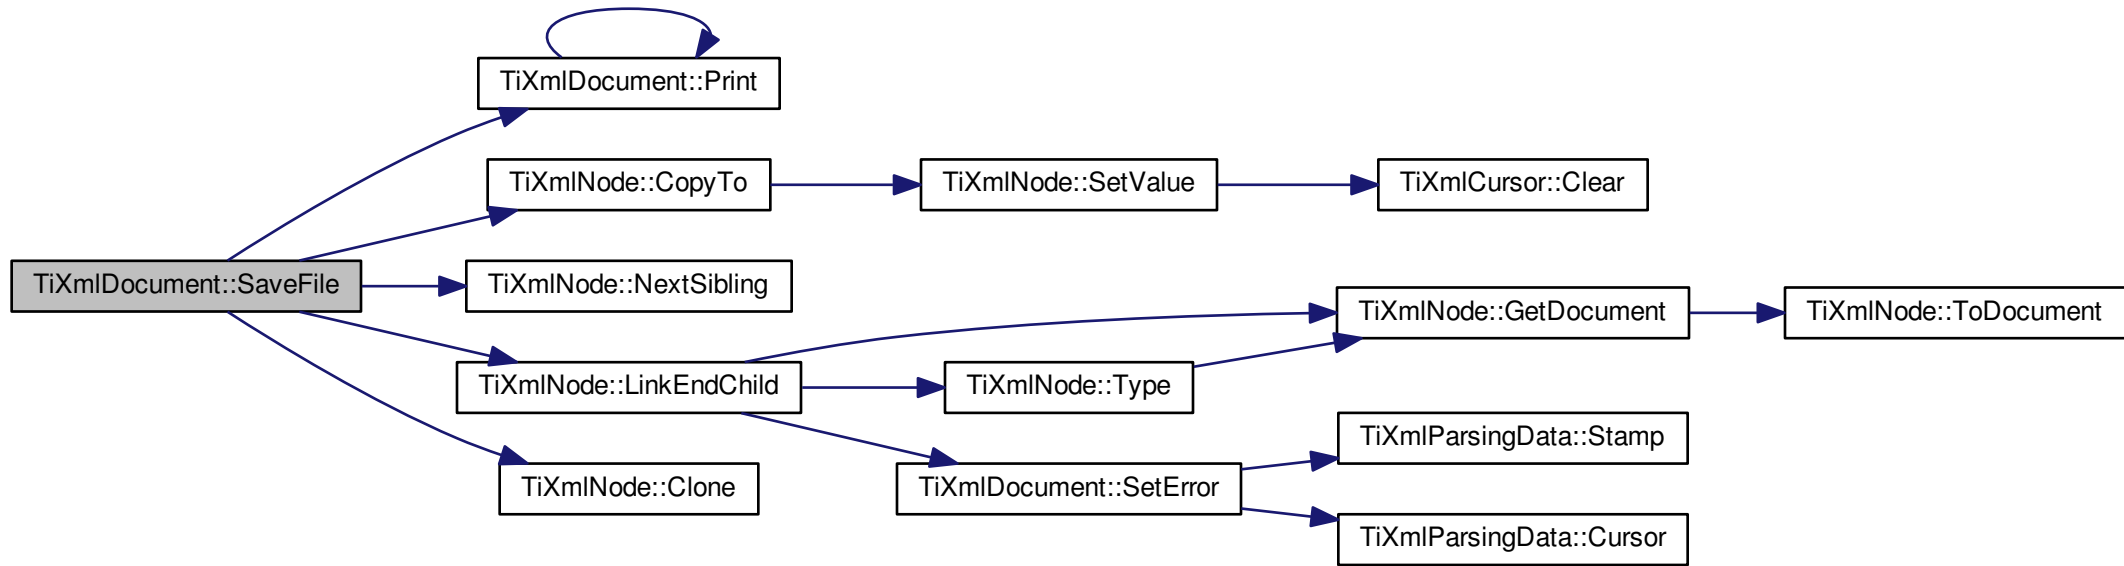 TiXmlDocument::Print
TiXmlNode::CopyTo
TiXmlNode::SetValue
TiXmlCursor::Clear
TiXmlDocument::SaveFile
TiXmlNode::NextSibling
TiXmlNode::GetDocument
TiXmlNode::ToDocument
TiXmlNode::LinkEndChild
TiXmlNode::Type
TiXmlParsingData::Stamp
TiXmlNode::Clone
TiXmlDocument::SetError
TiXmlParsingData::Cursor